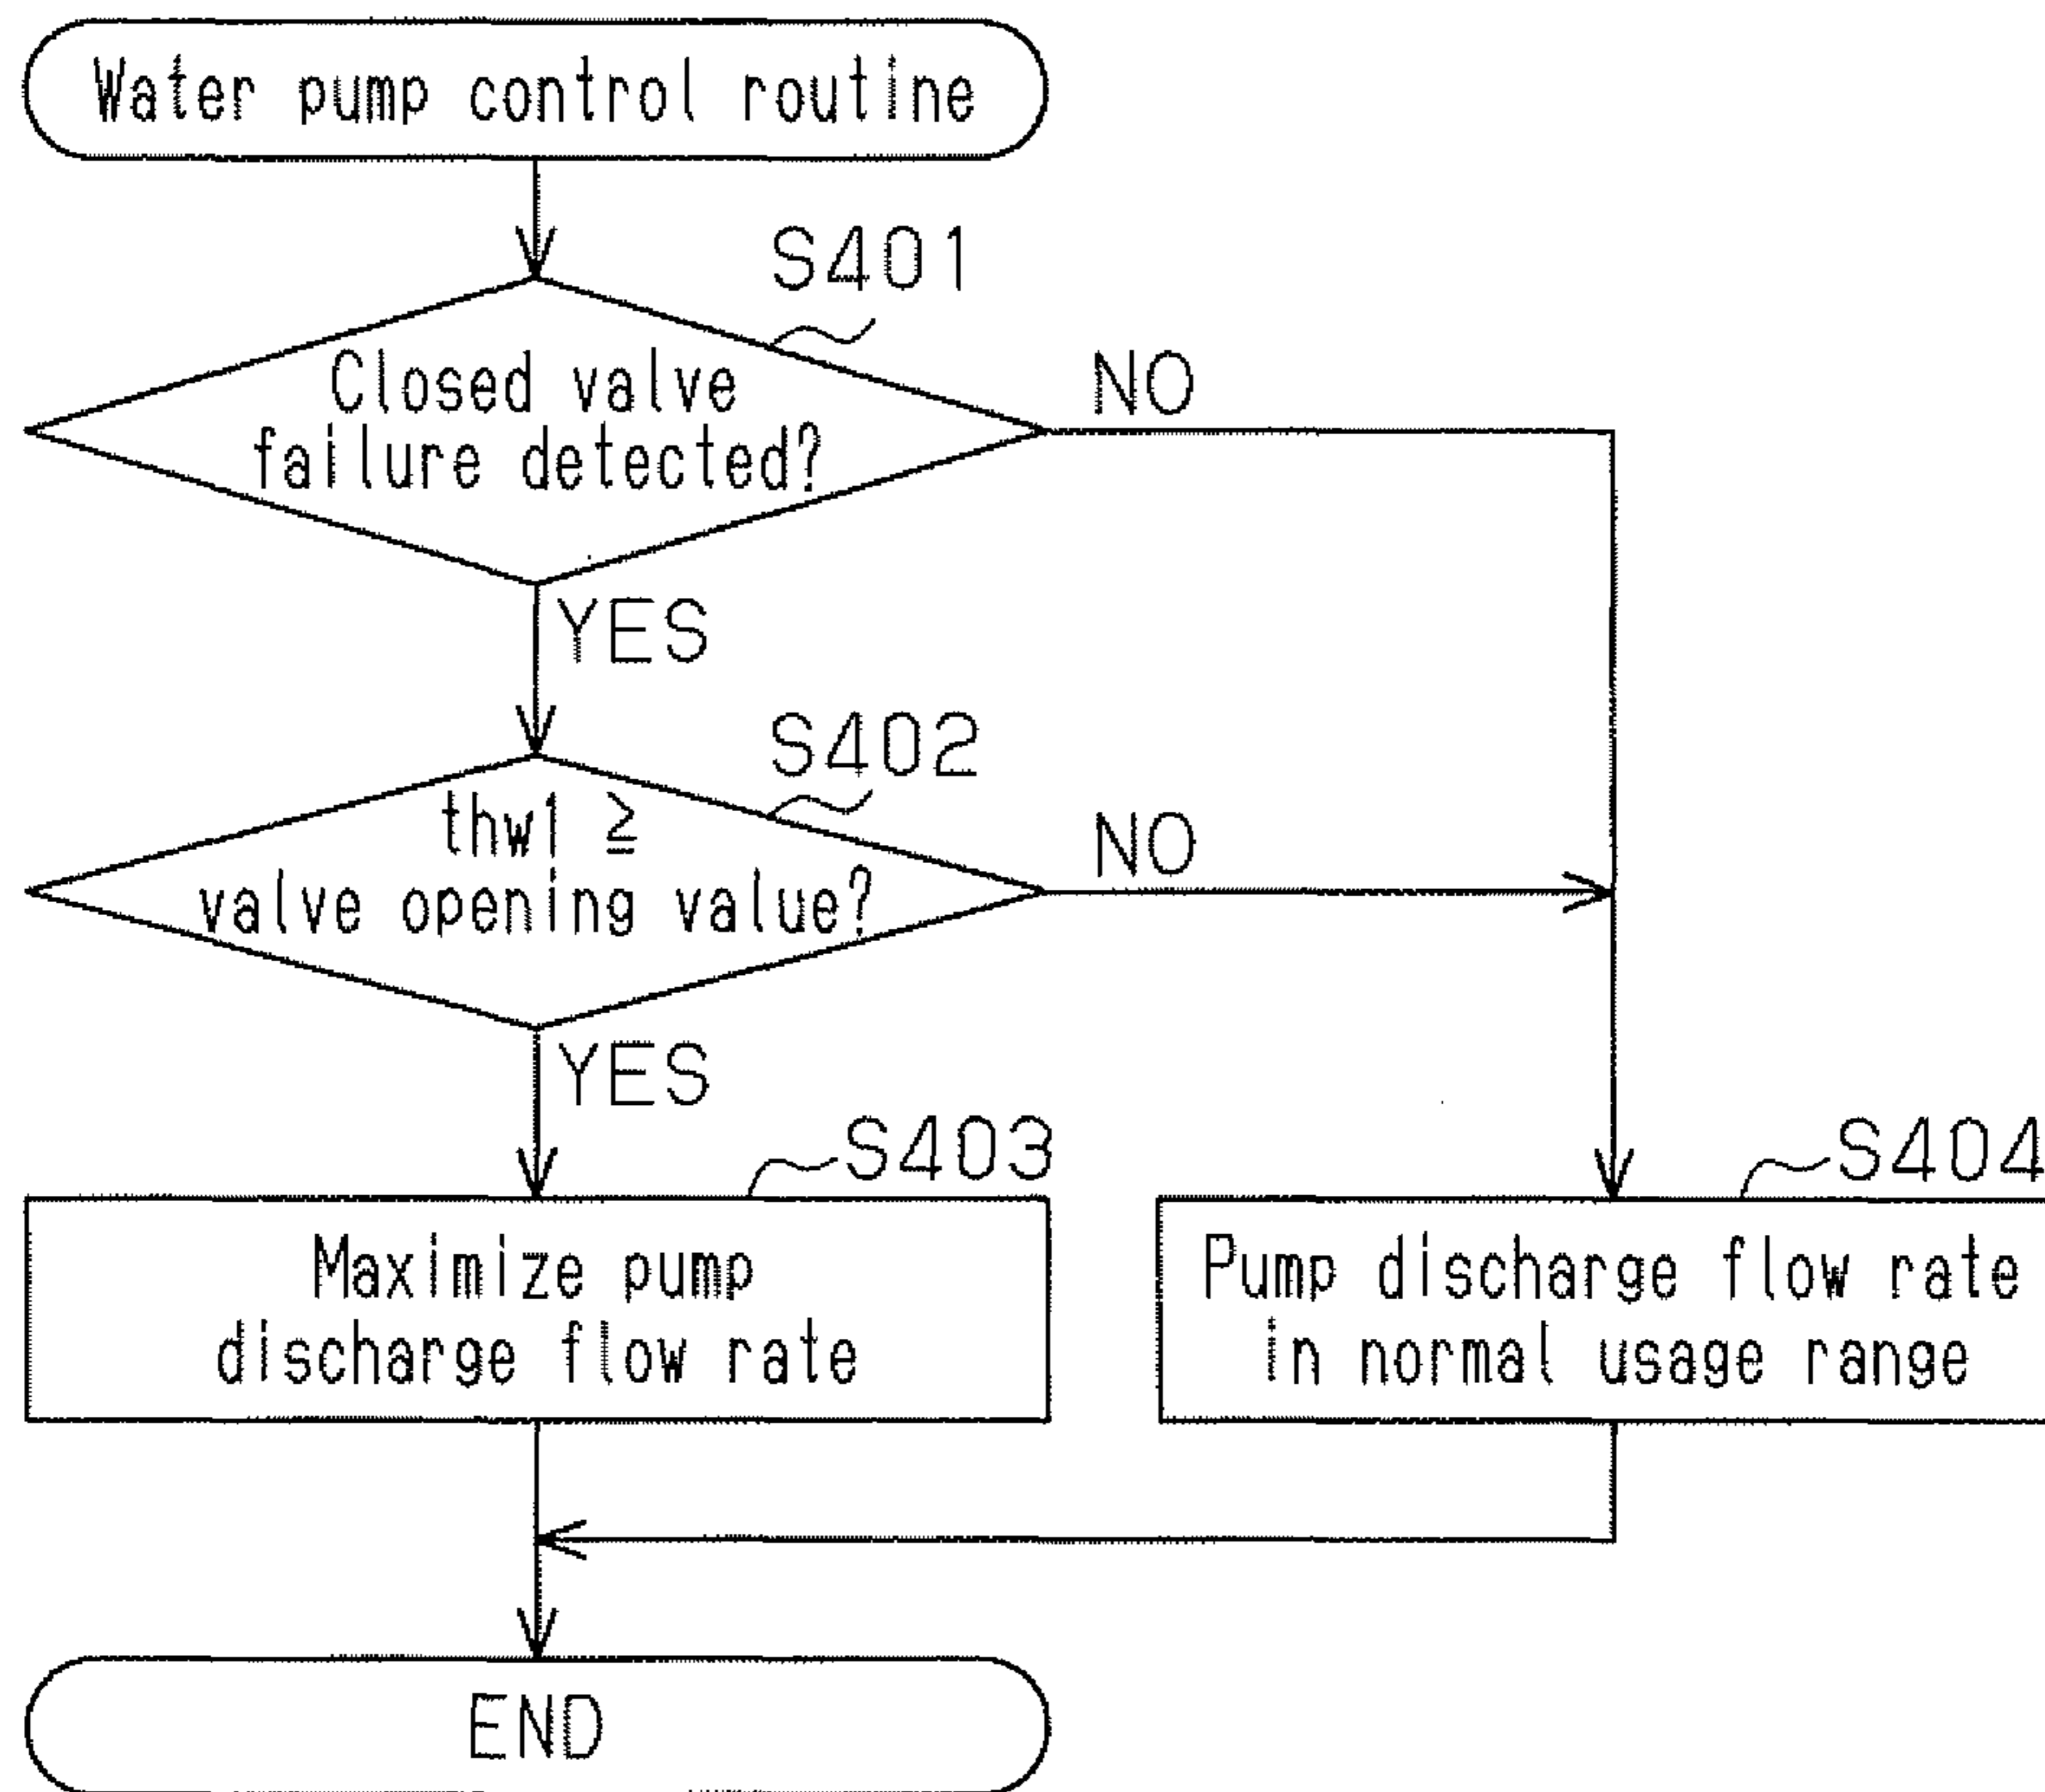 Water pump control routine
S401
Closed valve
failure detected?
NO
YES
S402
thw1 ≧
valve opening value?
NO
YES
S403
Maximize pump
discharge flow rate
S404
Pump discharge flow rate
in normal usage range
END